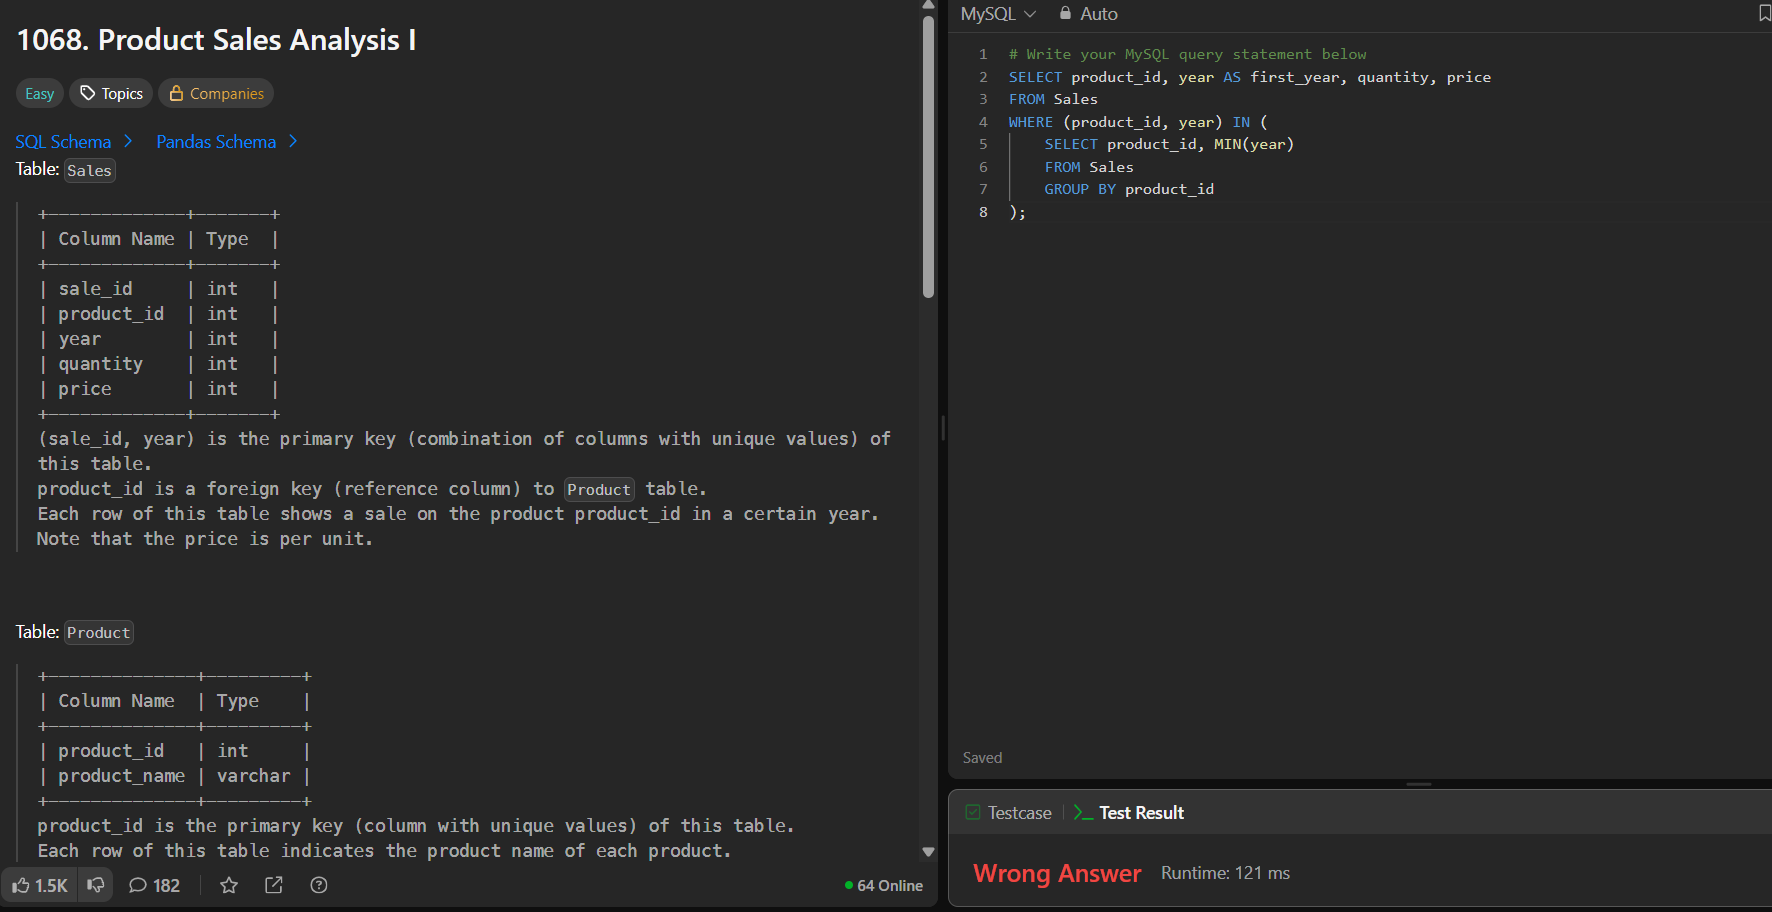 1068. Product Sales Analysis I
Easy Topics Companies
SQL Schema > Pandas Schema >
Table: Sales
+-------------+-------+
| Column Name | Type  |
+-------------+-------+
| sale_id     | int   |
| product_id  | int   |
| year        | int   |
| quantity    | int   |
| price       | int   |
+-------------+-------+
(sale_id, year) is the primary key (combination of columns with unique values) of
this table.
product_id is a foreign key (reference column) to Product table.
Each row of this table shows a sale on the product product_id in a certain year.
Note that the price is per unit.
Table: Product
+--------------+---------+
| Column Name  | Type    |
+--------------+---------+
| product_id   | int     |
| product_name | varchar |
+--------------+---------+
product_id is the primary key (column with unique values) of this table.
Each row of this table indicates the product name of each product.
1.5K 182 64 Online
MySQL Auto
1 # Write your MySQL query statement below
2 SELECT product_id, year AS first_year, quantity, price
3 FROM Sales
4 WHERE (product_id, year) IN (
5     SELECT product_id, MIN(year)
6     FROM Sales
7     GROUP BY product_id
8 );
Saved
Testcase | >_ Test Result
Wrong Answer Runtime: 121 ms